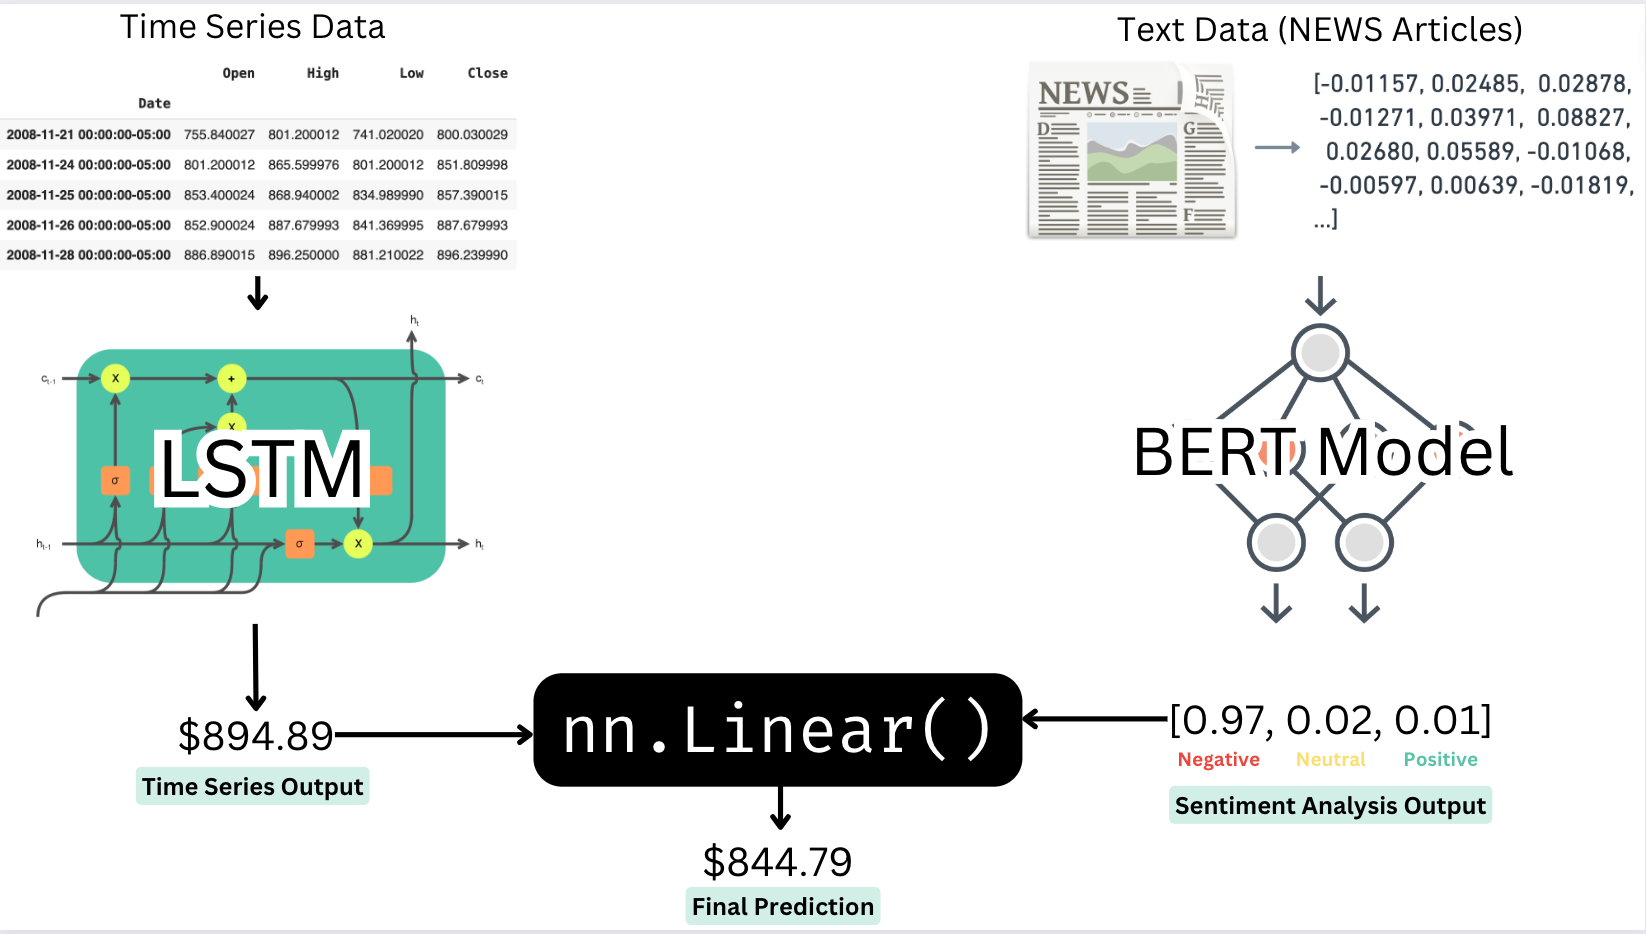 Time Series Data
Open High Low Close
Date
2008-11-21 00:00:00-05:00 755.840027 801.200012 741.020020 800.030029
2008-11-24 00:00:00-05:00 801.200012 865.599976 801.200012 851.809998
2008-11-25 00:00:00-05:00 853.400024 868.940002 834.989990 857.390015
2008-11-26 00:00:00-05:00 852.900024 887.679993 841.369995 887.679993
2008-11-28 00:00:00-05:00 886.890015 896.250000 881.210022 896.239990
hₜ
cₜ₋₁ X + cₜ
X
LSTM
σ
hₜ₋₁ σ X hₜ
$894.89
Time Series Output
Text Data (NEWS Articles)
NEWS
H
D G
F
[-0.01157, 0.02485, 0.02878,
-0.01271, 0.03971, 0.08827,
0.02680, 0.05589, -0.01068,
-0.00597, 0.00639, -0.01819,
...]
BERT Model
[0.97, 0.02, 0.01]
Negative Neutral Positive
Sentiment Analysis Output
nn.Linear()
$844.79
Final Prediction